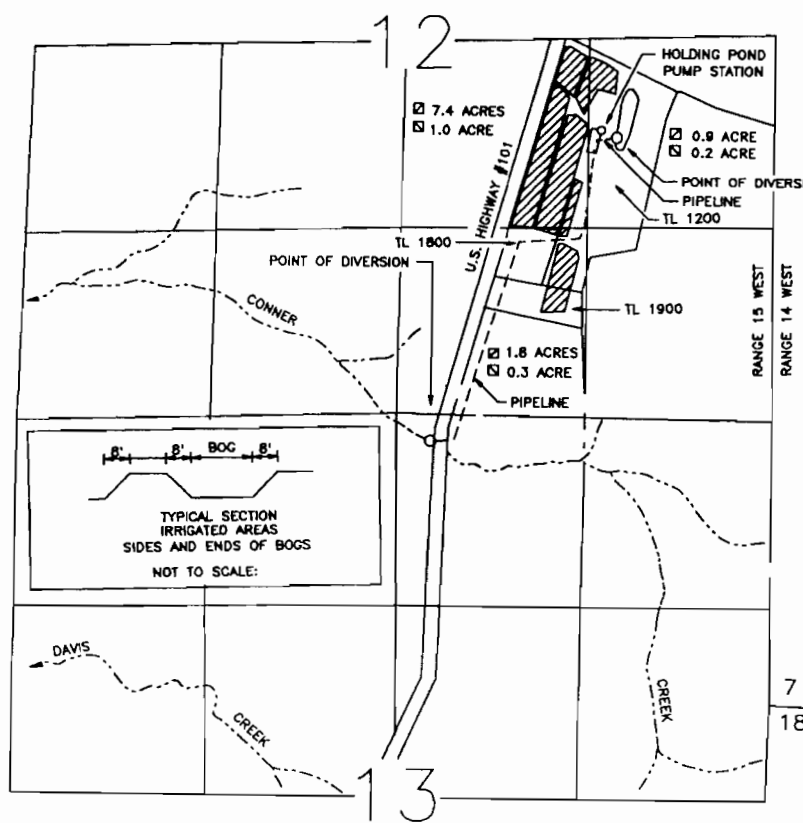 12
HOLDING POND
PUMP STATION
7.4 ACRES
1.0 ACRE
0.9 ACRE
0.2 ACRE
POINT OF DIVERS
PIPELINE
TL 1200
U.S. HIGHWAY #101
TL 1800
POINT OF DIVERSION
CONNER
TL 1900
RANGE 15 WEST
RANGE 14 WEST
1.8 ACRES
0.3 ACRE
PIPELINE
8' 8' BOG 8'
TYPICAL SECTION
IRRIGATED AREAS
SIDES AND ENDS OF BOGS
NOT TO SCALE:
DAVIS
CREEK
CREEK
7
18
13